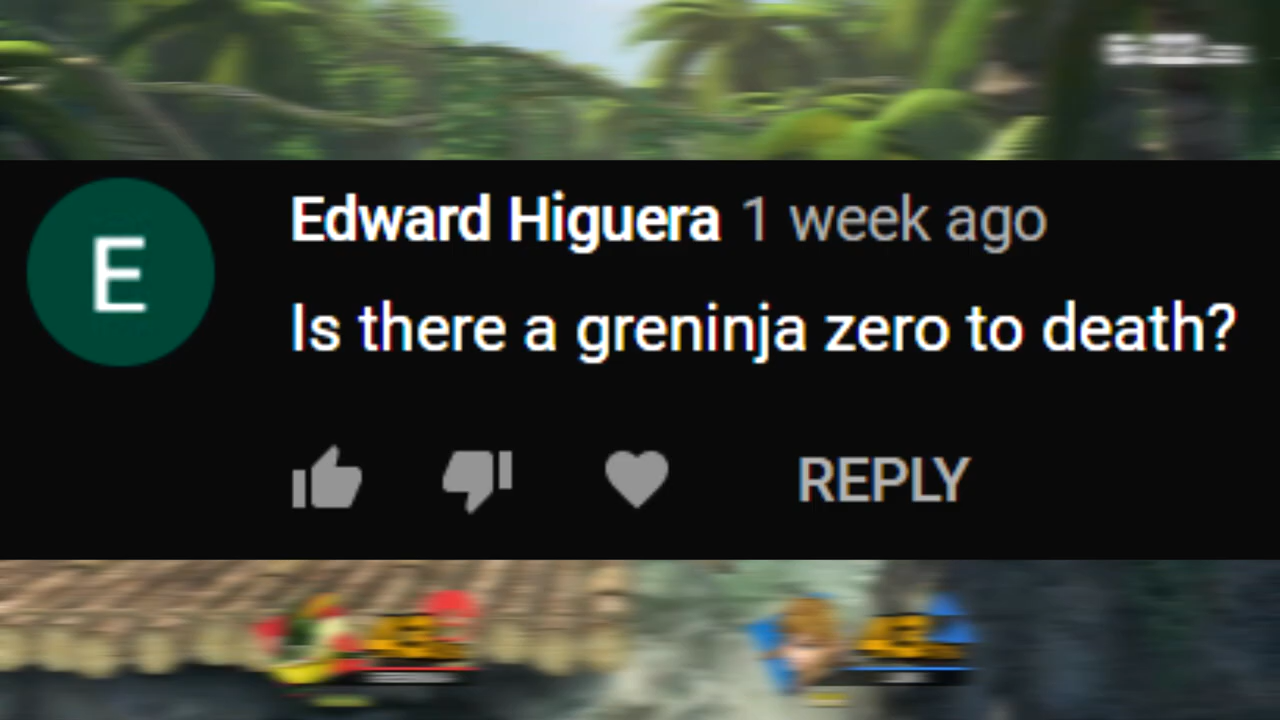 E
Edward Higuera 1 week ago
Is there a greninja zero to death?
REPLY